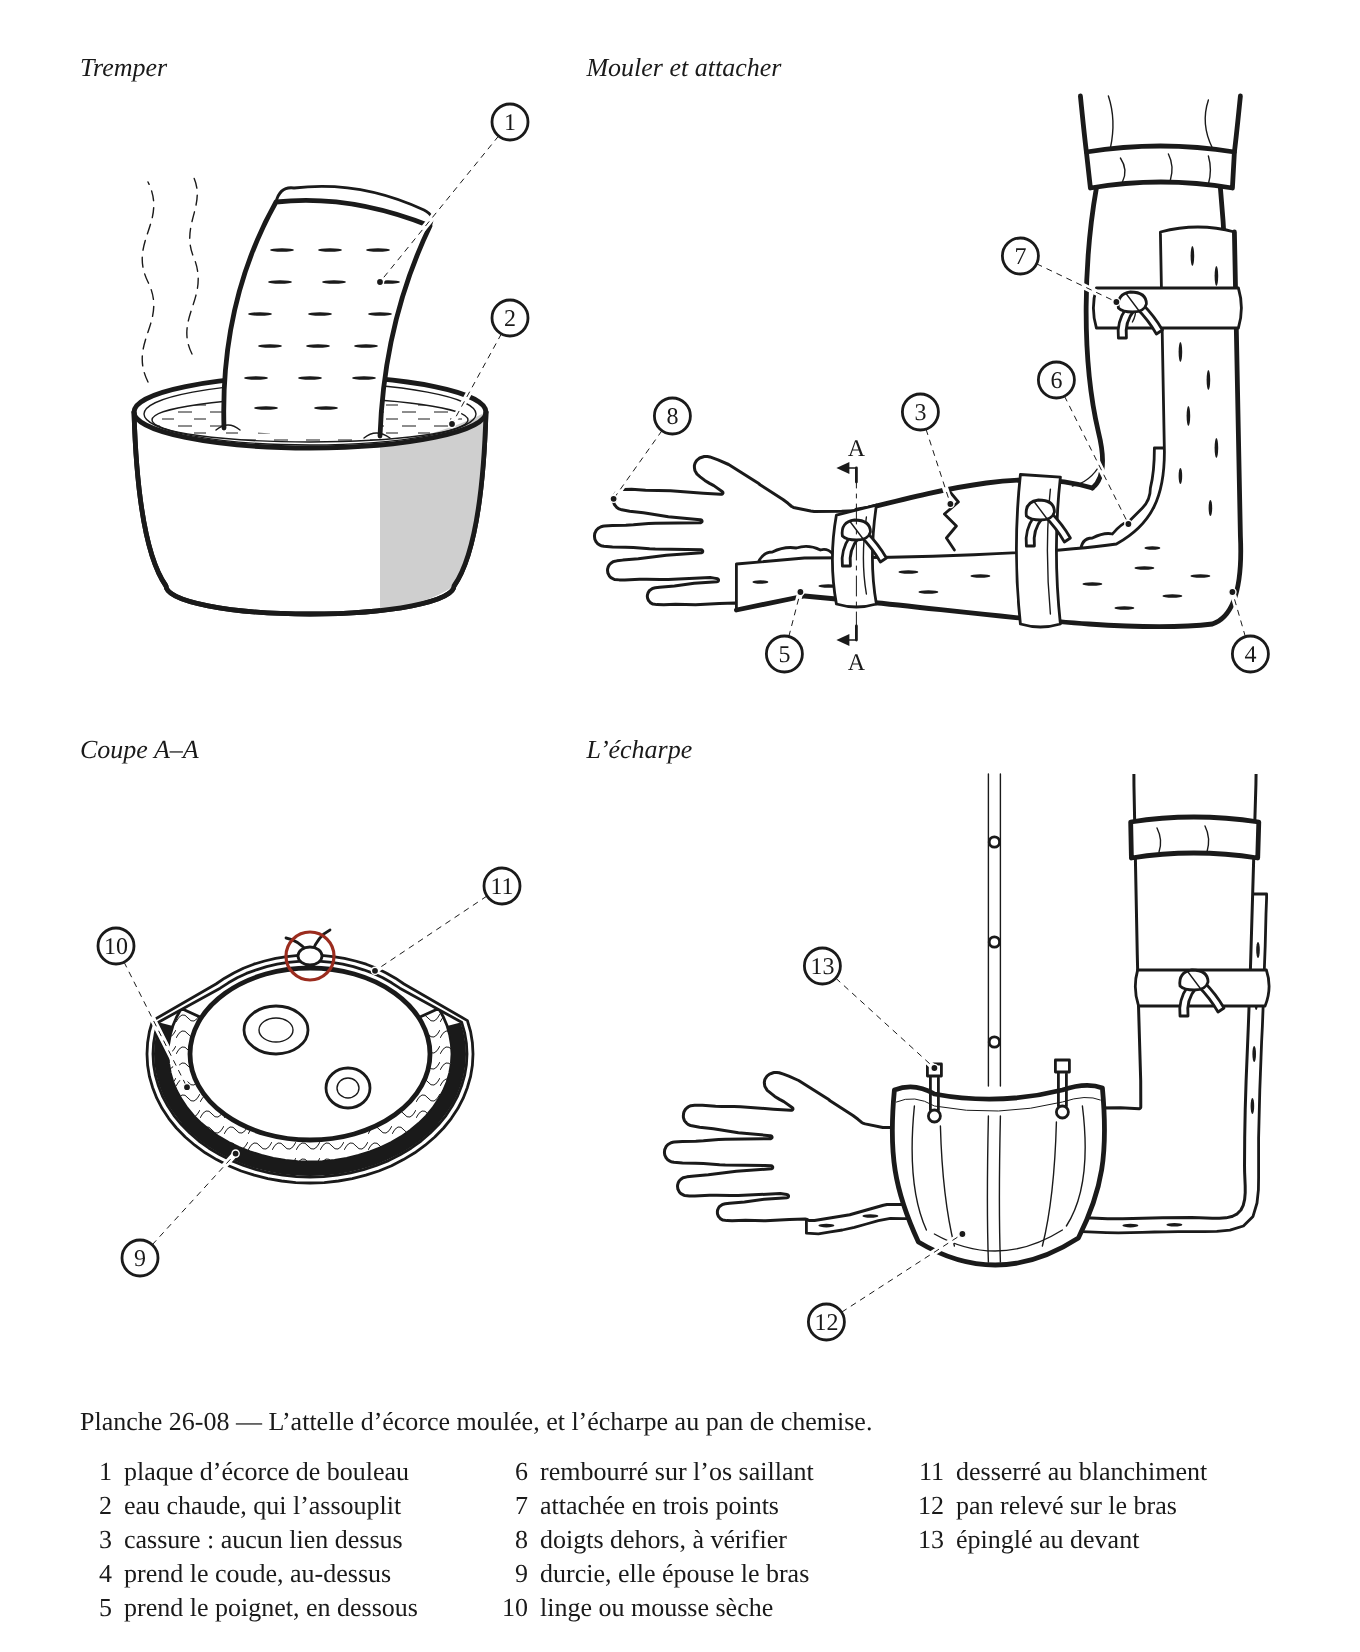 Tremper
Mouler et attacher
1
2
7
6
3
8
A
A
5
4
Coupe A–A
L’écharpe
11
10
13
9
12
Planche 26-08 — L’attelle d’écorce moulée, et l’écharpe au pan de chemise.
1 plaque d’écorce de bouleau
2 eau chaude, qui l’assouplit
3 cassure : aucun lien dessus
4 prend le coude, au-dessus
5 prend le poignet, en dessous
6 rembourré sur l’os saillant
7 attachée en trois points
8 doigts dehors, à vérifier
9 durcie, elle épouse le bras
10 linge ou mousse sèche
11 desserré au blanchiment
12 pan relevé sur le bras
13 épinglé au devant